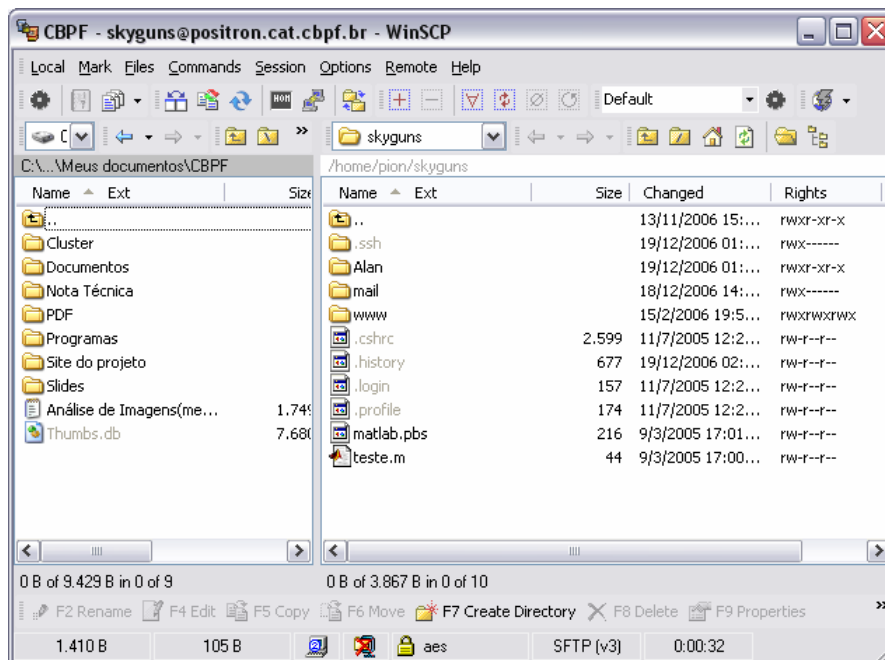 CBPF - skyguns@positron.cat.cbpf.br - WinSCP
Local Mark Files Commands Session Options Remote Help
Default
skyguns
C:\...\Meus documentos\CBPF
/home/pion/skyguns
Name Ext Size
Name Ext Size Changed Rights
..
Cluster
Documentos
Nota Técnica
PDF
Programas
Site do projeto
Slides
Análise de Imagens(me... 1.749
Thumbs.db 7.680
.. 13/11/2006 15:... rwxr-xr-x
.ssh 19/12/2006 01:... rwx------
Alan 19/12/2006 01:... rwxr-xr-x
mail 18/12/2006 14:... rwx------
www 15/2/2006 19:5... rwxrwxrwx
.cshrc 2.599 11/7/2005 12:2... rw-r--r--
.history 677 19/12/2006 02:... rw-r--r--
.login 157 11/7/2005 12:2... rw-r--r--
.profile 174 11/7/2005 12:2... rw-r--r--
matlab.pbs 216 9/3/2005 17:01... rw-r--r--
teste.m 44 9/3/2005 17:00... rw-r--r--
0 B of 9.429 B in 0 of 9
0 B of 3.867 B in 0 of 10
F2 Rename F4 Edit F5 Copy F6 Move F7 Create Directory F8 Delete F9 Properties
1.410 B 105 B aes SFTP (v3) 0:00:32